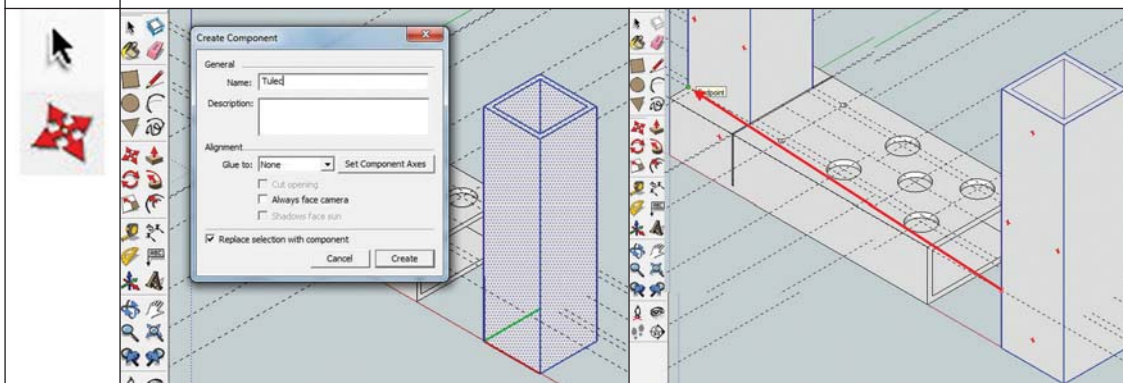 Create Component
General
Name: Tulec
Description:
Alignment
Glue to: None
Set Component Axes
Cut opening
Always face camera
Shadows face sun
Replace selection with component
Cancel
Create